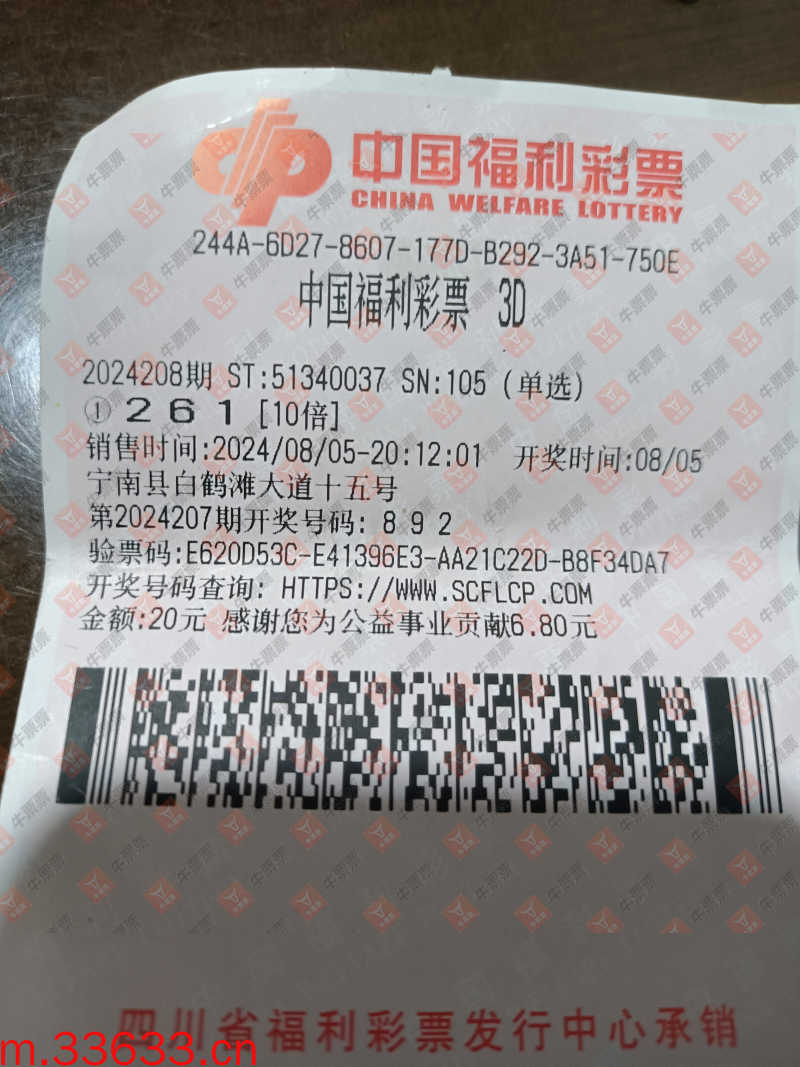 中国福利彩票
CHINA WELFARE LOTTERY
244A-6D27-8607-177D-B292-3A51-750E
中国福利彩票 3D
2024208期 ST:51340037 SN:105 (单选)
① 2 6 1 [10倍]
销售时间:2024/08/05-20:12:01 开奖时间:08/05
宁南县白鹤滩大道十五号
第2024207期开奖号码: 8 9 2
验票码:E620D53C-E41396E3-AA21C22D-B8F34DA7
开奖号码查询: HTTPS://WWW.SCFLCP.COM
金额:20元 感谢您为公益事业贡献6.80元
四川省福利彩票发行中心承销
m.33633.cn
牛票票